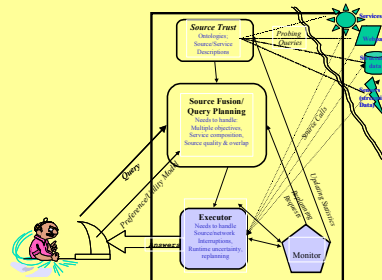 Source Trust
Ontologies;
Source/Service
Descriptions
Probing
Queries
Services
Source Fusion/
Query Planning
Needs to handle
Multiple objectives,
Service composition,
Source quality & overlap
Source Calls
Query
Preference/Utility Model
Updating Statistics
Replanning
Requests
Executor
Needs to handle
Source/network
Interruptions,
Runtime uncertainty,
replanning
Answers
Monitor
data
Data)